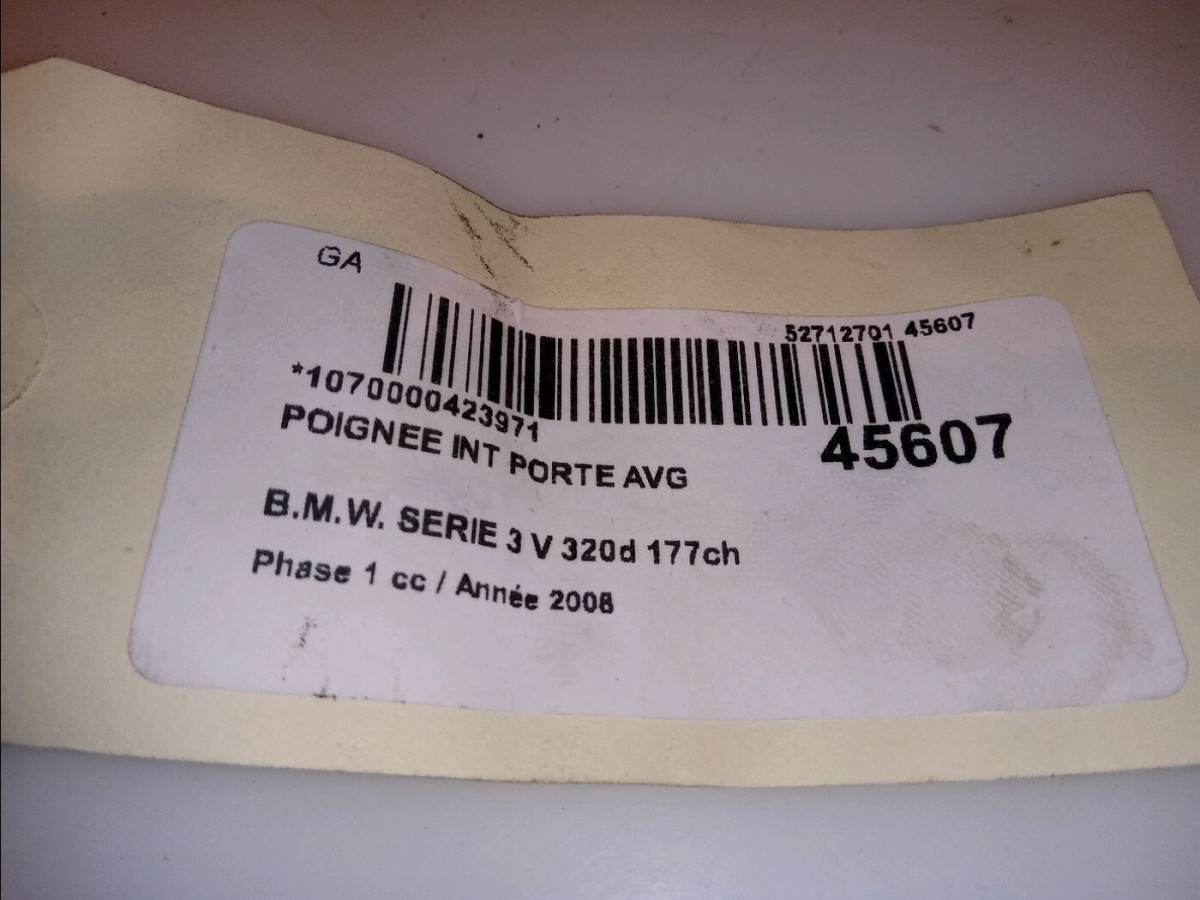 GA
52712701 45607
*1070000423971
45607
POIGNEE INT PORTE AVG
B.M.W. SERIE 3 V 320d 177ch
Phase 1 cc / Année 2008